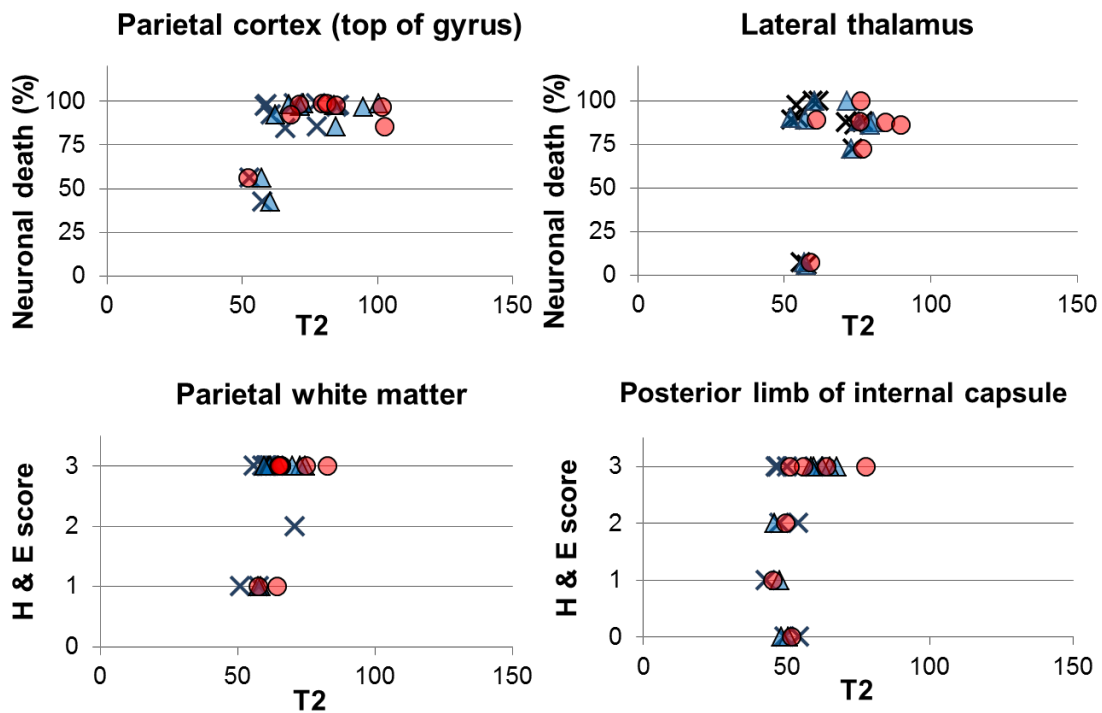 Parietal cortex (top of gyrus)
Neuronal death (%)
100
75
50
25
0
0 50 100 150
T2
Lateral thalamus
Neuronal death (%)
100
75
50
25
0
0 50 100 150
T2
Parietal white matter
H & E score
3
2
1
0
0 50 100 150
T2
Posterior limb of internal capsule
H & E score
3
2
1
0
0 50 100 150
T2